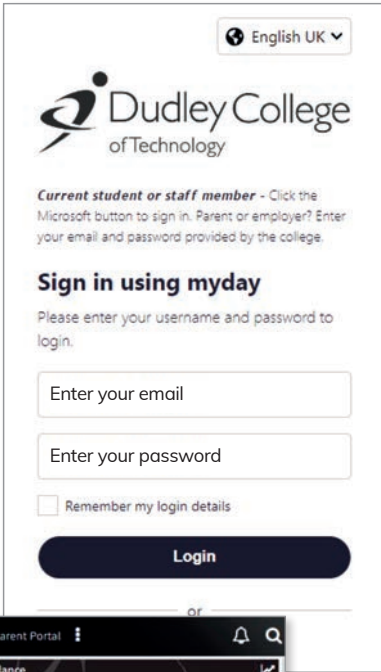 English UK
Dudley College
of Technology
Current student or staff member - Click the
Microsoft button to sign in. Parent or employer? Enter
your email and password provided by the college.
Sign in using myday
Please enter your username and password to
login.
Enter your email
Enter your password
Remember my login details
Login
or
arent Portal
lance